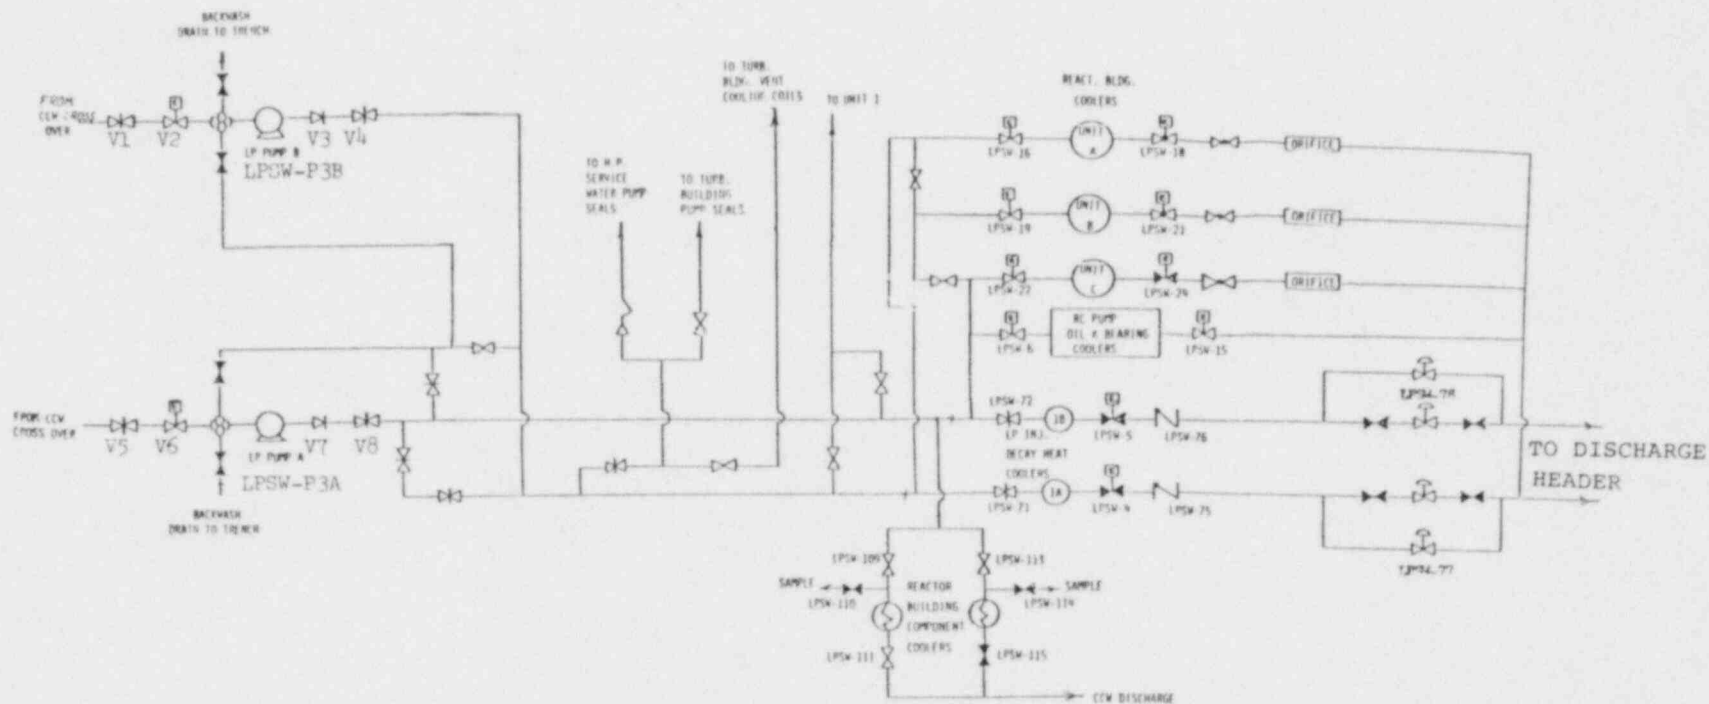 BACKWASH
DRAIN TO TRENCH
FROM
CCW CROSS
OVER
V1
V2
V3
V4
LP PUMP B
LPSW-P3B
TO H.P.
SERVICE
WATER PUMP
SEALS
TO TURB.
BUILDING
PUMP SEALS
TO TURB.
BLDG. VENT
COOLING COILS
REACT. BLDG.
COOLERS
LPSW-16
UNIT
A
LPSW-18
ORIFICE
LPSW-19
UNIT
B
LPSW-21
ORIFICE
LPSW-22
UNIT
C
LPSW-24
ORIFICE
LPSW-6
RC PUMP
OIL & BEARING
COOLERS
LPSW-15
FROM CCW
CROSS OVER
V5
V6
V7
V8
LP PUMP A
LPSW-P3A
BACKWASH
DRAIN TO TRENCH
LPSW-72
LP INJ.
DECAY HEAT
COOLERS
LPSW-5
LPSW-76
LPSW-78
1A
LPSW-71
LPSW-4
LPSW-75
LPSW-77
TO DISCHARGE
HEADER
LPSW-109
LPSW-113
SAMPLE
LPSW-110
REACTOR
BUILDING
COMPONENT
COOLERS
SAMPLE
LPSW-114
LPSW-111
LPSW-115
CCW DISCHARGE